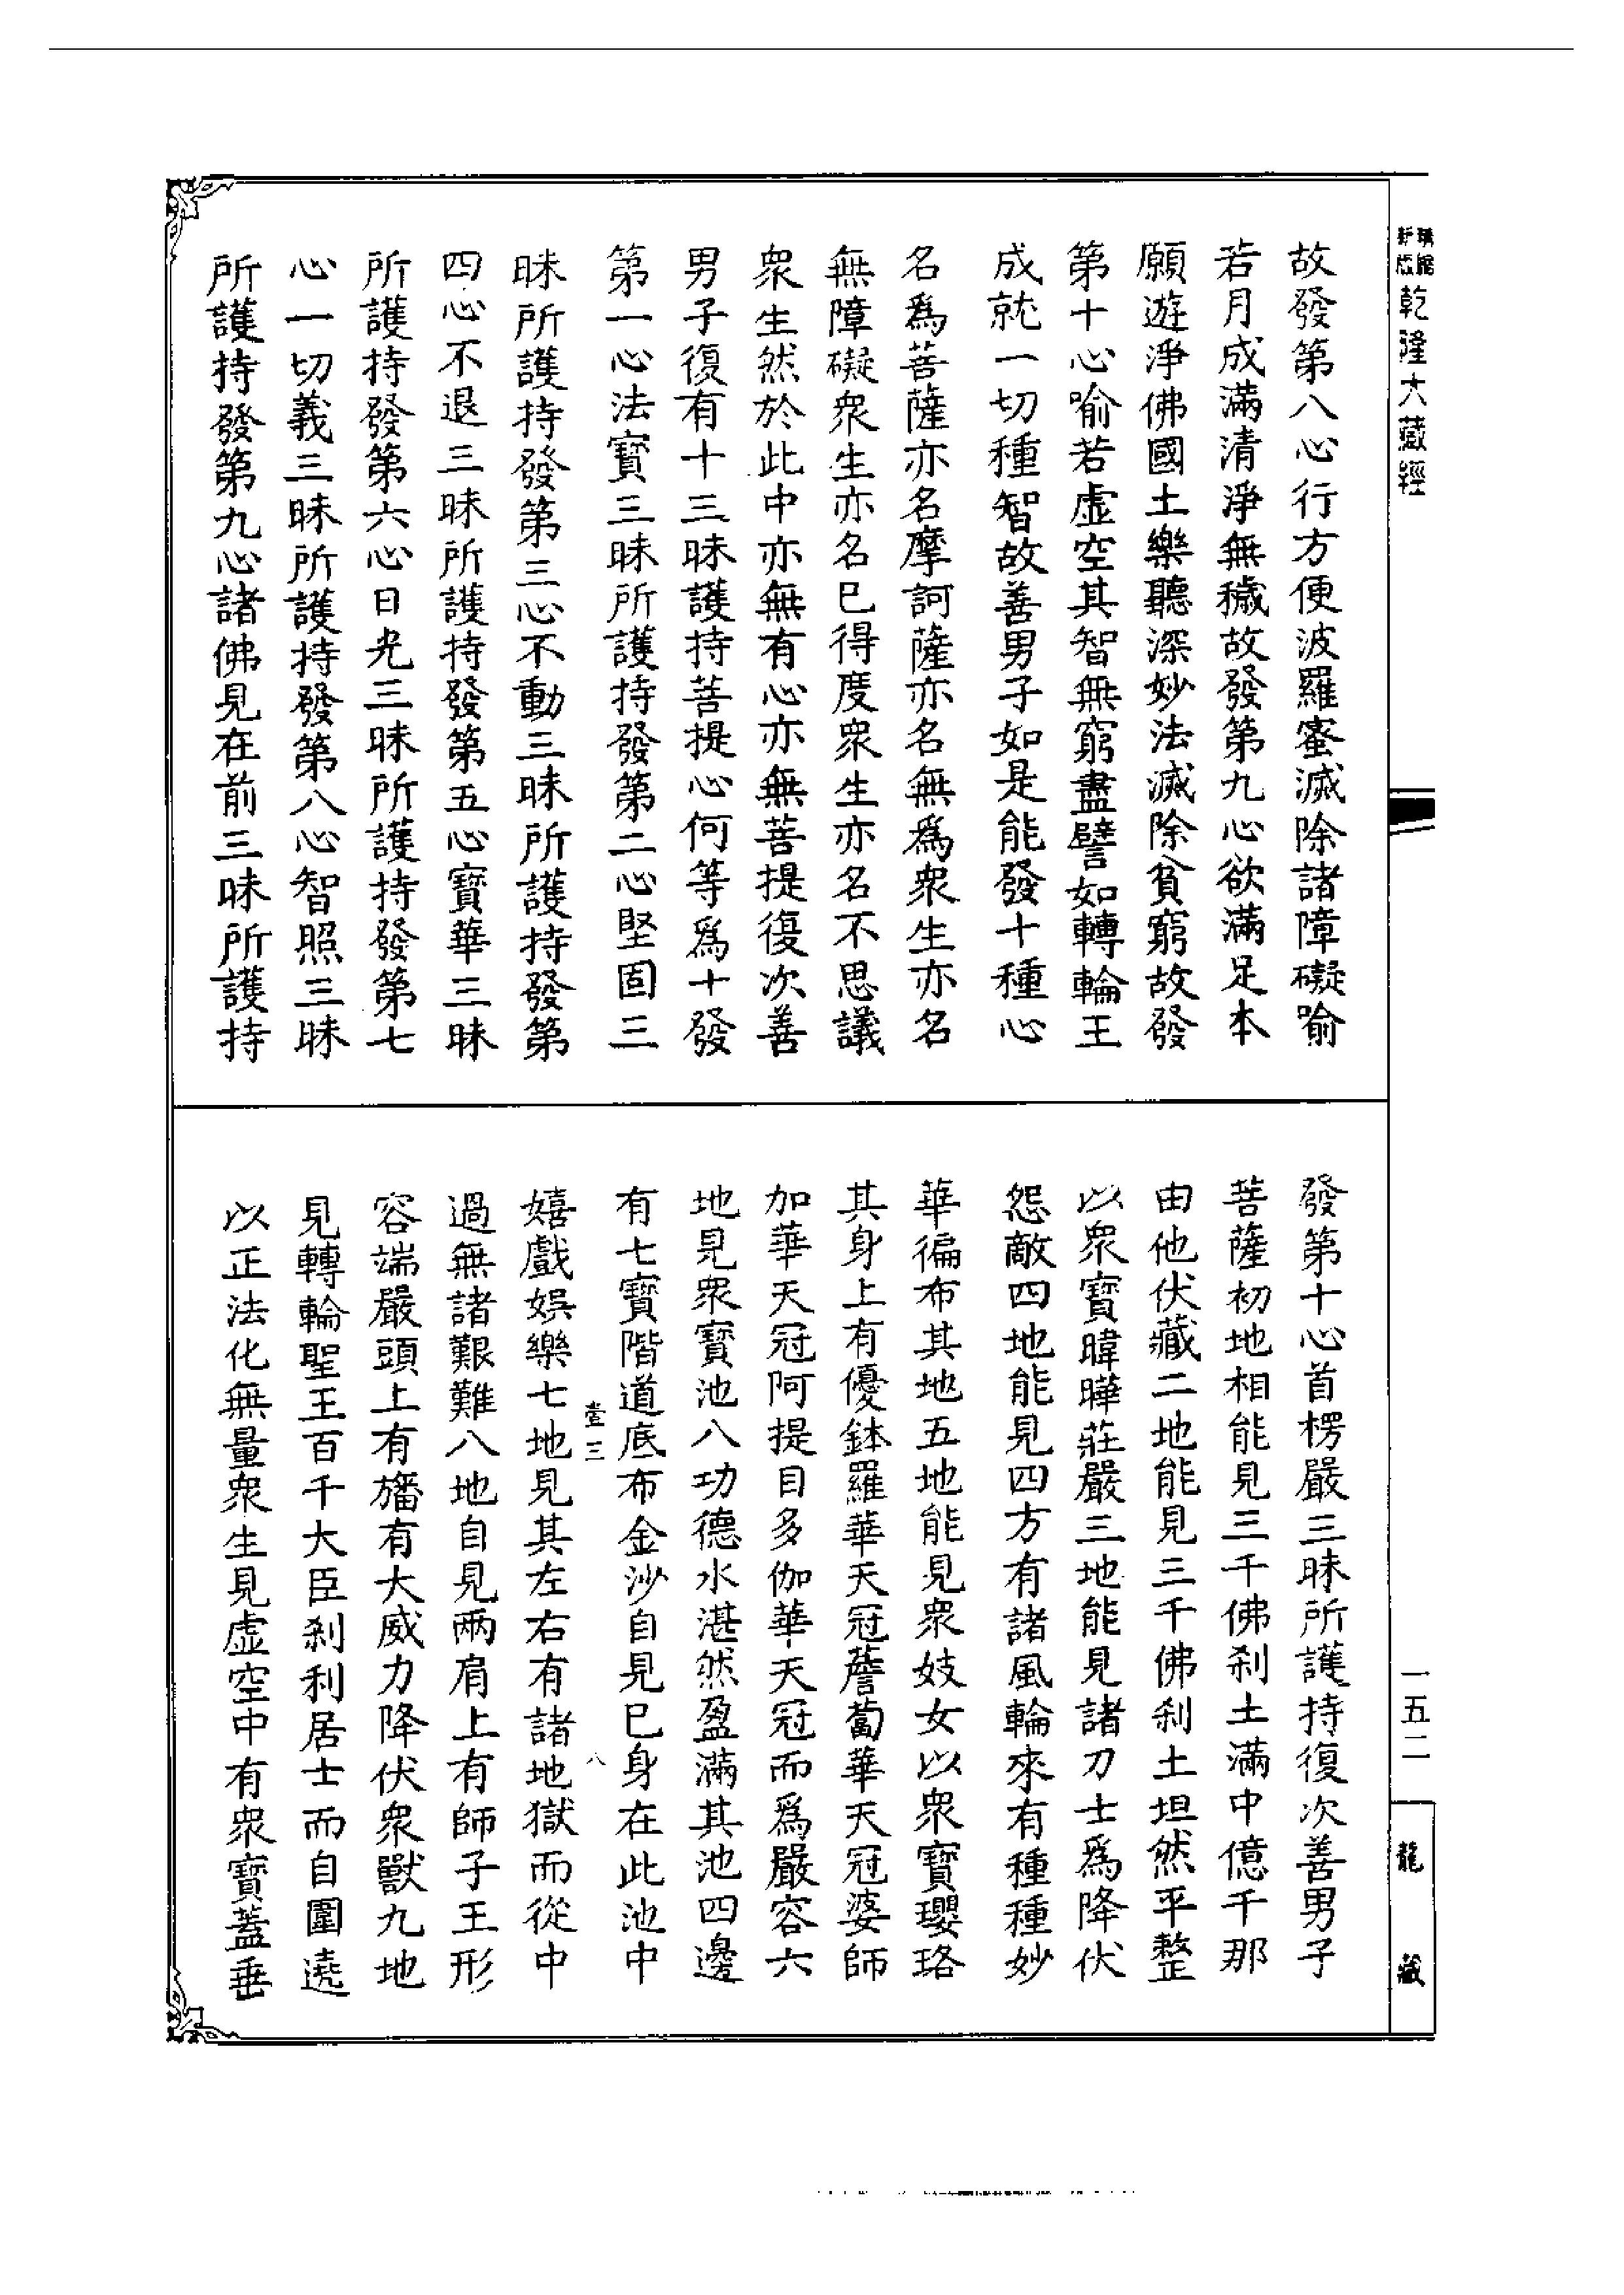 乾隆大藏經
故發第八心行方便波羅蜜滅除諸障礙喻
若月成滿清淨無穢故發第九心欲滿足本
願遊淨佛國土樂聽深妙法滅除貧窮故發
第十心喻若虛空其智無窮盡譬如轉輪王
成就一切種智故善男子如是能發十種心
名爲菩薩亦名摩訶薩亦名無爲衆生亦名
無障礙衆生亦名已得度衆生亦名不思議
衆生然於此中亦無有心亦無菩提復次善
男子復有十三昧護持菩提心何等爲十發
第一心法寶三昧所護持發第二心堅固三
昧所護持發第三心不動三昧所護持發第
四心不退三昧所護持發第五心寶華三昧
所護持發第六心日光三昧所護持發第七
心一切義三昧所護持發第八心智照三昧
所護持發第九心諸佛見在前三昧所護持
發第十心首楞嚴三昧所護持復次善男子
菩薩初地相能見三千佛刹土滿中億千那
由他伏藏二地能見三千佛刹土坦然平整
以衆寶暐曄莊嚴三地能見諸刀士爲降伏
怨敵四地能見四方有諸風輪來有種種妙
華徧布其地五地能見衆妓女以衆寶瓔珞
其身上有優鉢羅華天冠薝蔔華天冠婆師
加華天冠阿提目多伽華天冠而爲嚴容六
地見衆寶池八功德水湛然盈滿其池四邊
有七寶階道底布金沙自見已身在此池中
壹三 八
嬉戲娛樂七地見其左右有諸地獄而從中
過無諸艱難八地自見兩肩上有師子王形
容端嚴頭上有旛有大威力降伏衆獸九地
見轉輪聖王百千大臣刹利居士而自圍遶
以正法化無量衆生見虛空中有衆寶蓋垂
一五二
龍藏